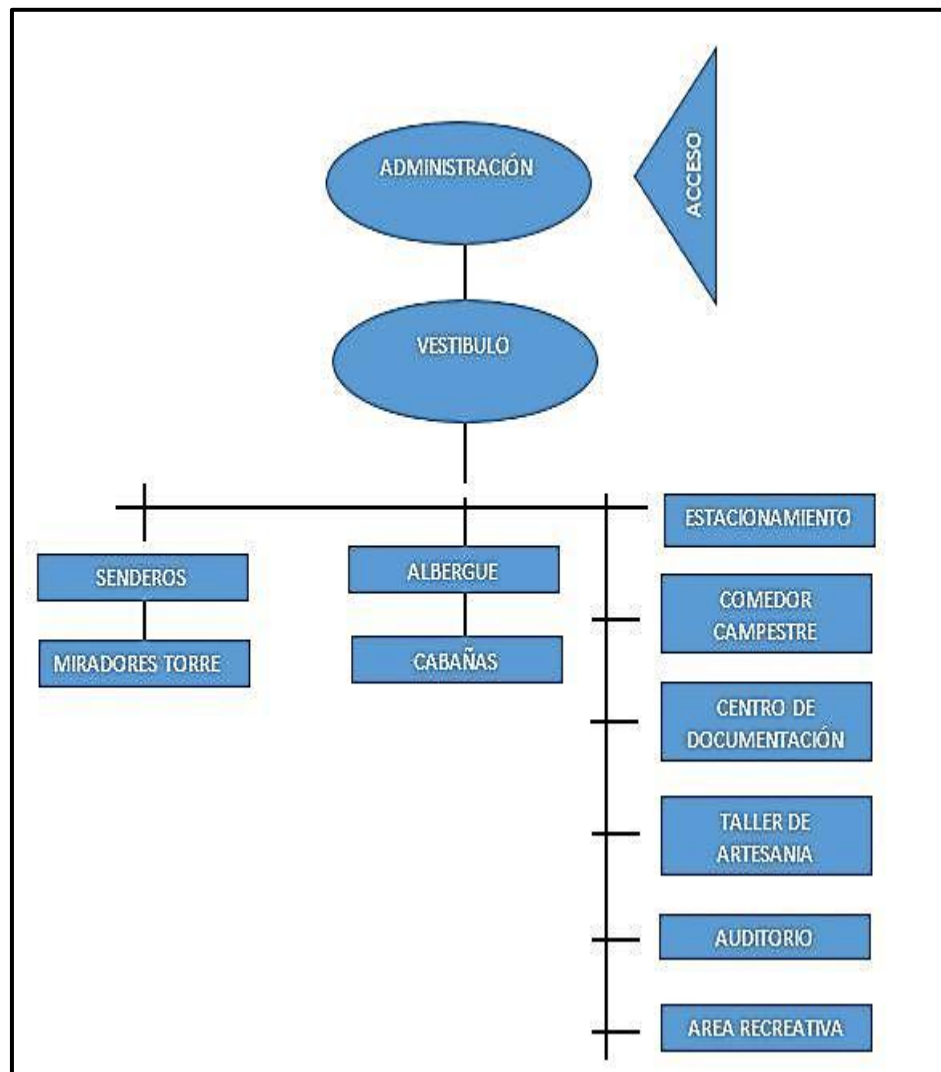 ADMINISTRACIÓN
ACCESO
VESTIBULO
ESTACIONAMIENTO
SENDEROS
ALBERGUE
COMEDOR
CAMPESTRE
MIRADORES TORRE
CABAÑAS
CENTRO DE
DOCUMENTACIÓN
TALLER DE
ARTESANIA
AUDITORIO
AREA RECREATIVA